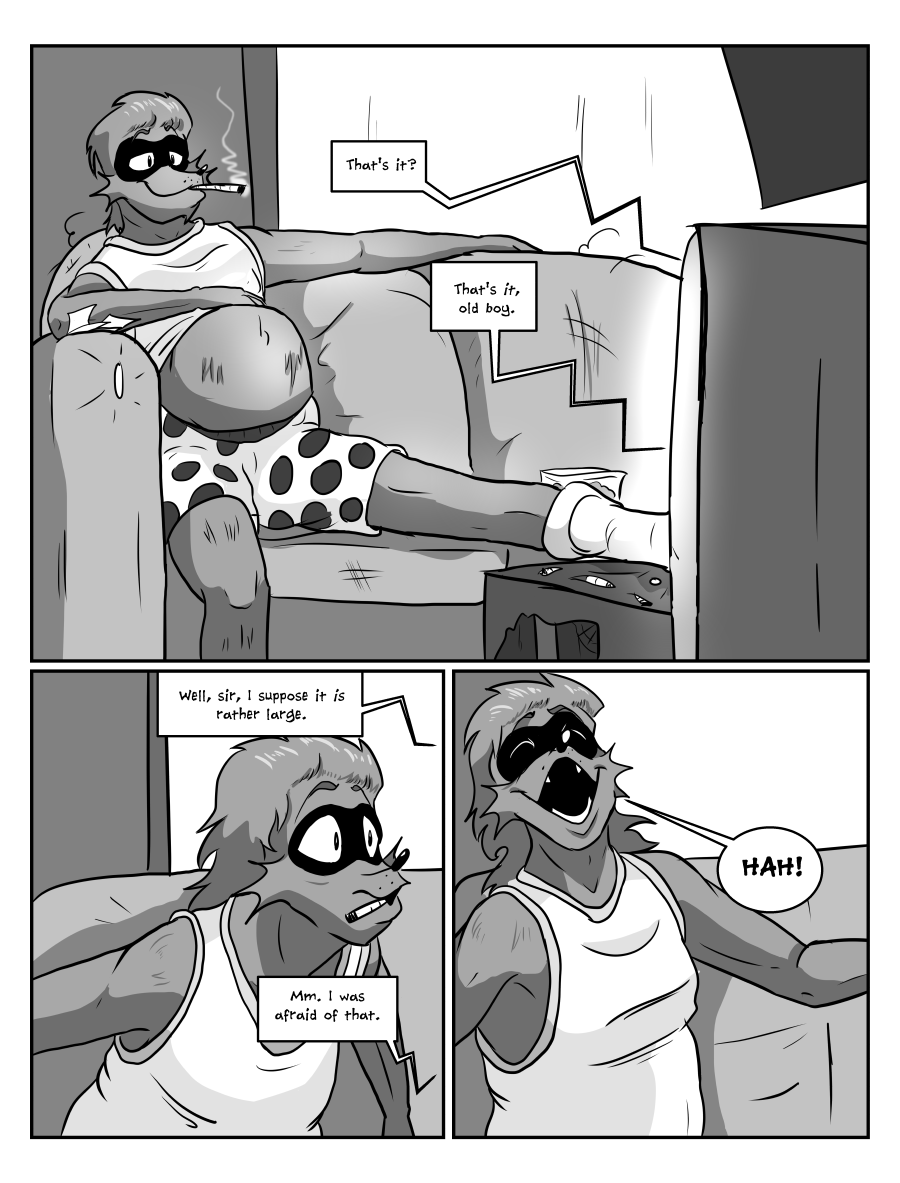 That's it?
That's it,
old boy.
Well, sir, I suppose it is
rather large.
Mm. I was
afraid of that.
HAH!